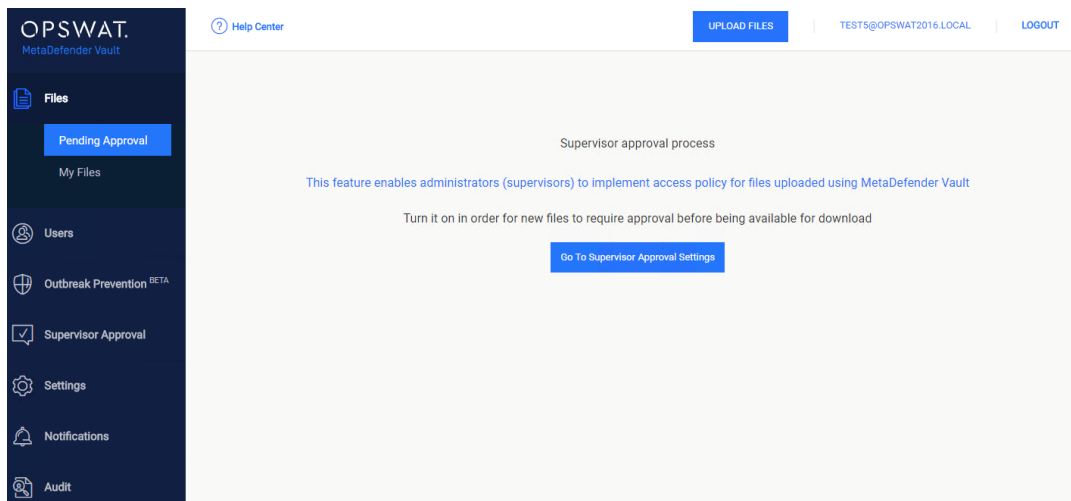 OPSWAT.
MetaDefender Vault
? Help Center
UPLOAD FILES
TEST5@OPSWAT2016.LOCAL
LOGOUT
Files
Pending Approval
My Files
Users
Outbreak Prevention BETA
Supervisor Approval
Settings
Notifications
Audit
Supervisor approval process
This feature enables administrators (supervisors) to implement access policy for files uploaded using MetaDefender Vault
Turn it on in order for new files to require approval before being available for download
Go To Supervisor Approval Settings